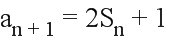 aₙ₊₁ = 2Sₙ + 1